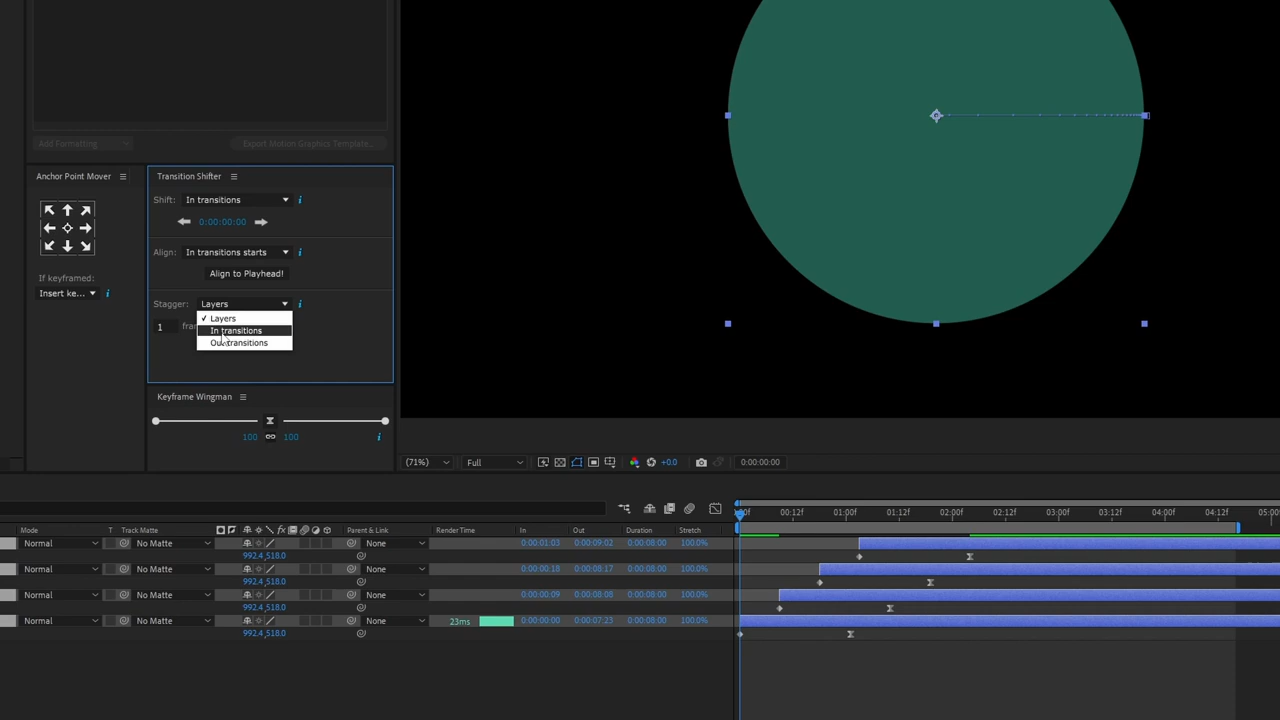 Add Formatting
Export Motion Graphics Template...
Anchor Point Mover
Transition Shifter
Shift: In transitions
0:00:00:00
Align: In transitions starts
Align to Playhead!
If keyframed:
Insert ke...
Stagger: Layers
Layers
1
In transitions
Keyframe Wingman
100 100
(71%) Full +0.0 0:00:00:00
Mode T Track Matte Parent & Link Render Time In Out Duration Stretch
00:12f 01:00f 01:12f 02:00f 02:12f 03:00f 03:12f 04:00f 04:12f
Normal No Matte None 0:00:01:03 0:00:09:02 0:00:08:00 100.0%
992.4,518.0
Normal No Matte None 0:00:00:18 0:00:08:17 0:00:08:00 100.0%
992.4,518.0
Normal No Matte None 0:00:00:09 0:00:08:08 0:00:08:00 100.0%
992.4,518.0
Normal No Matte None 23ms 0:00:00:00 0:00:07:23 0:00:08:00 100.0%
992.4,518.0